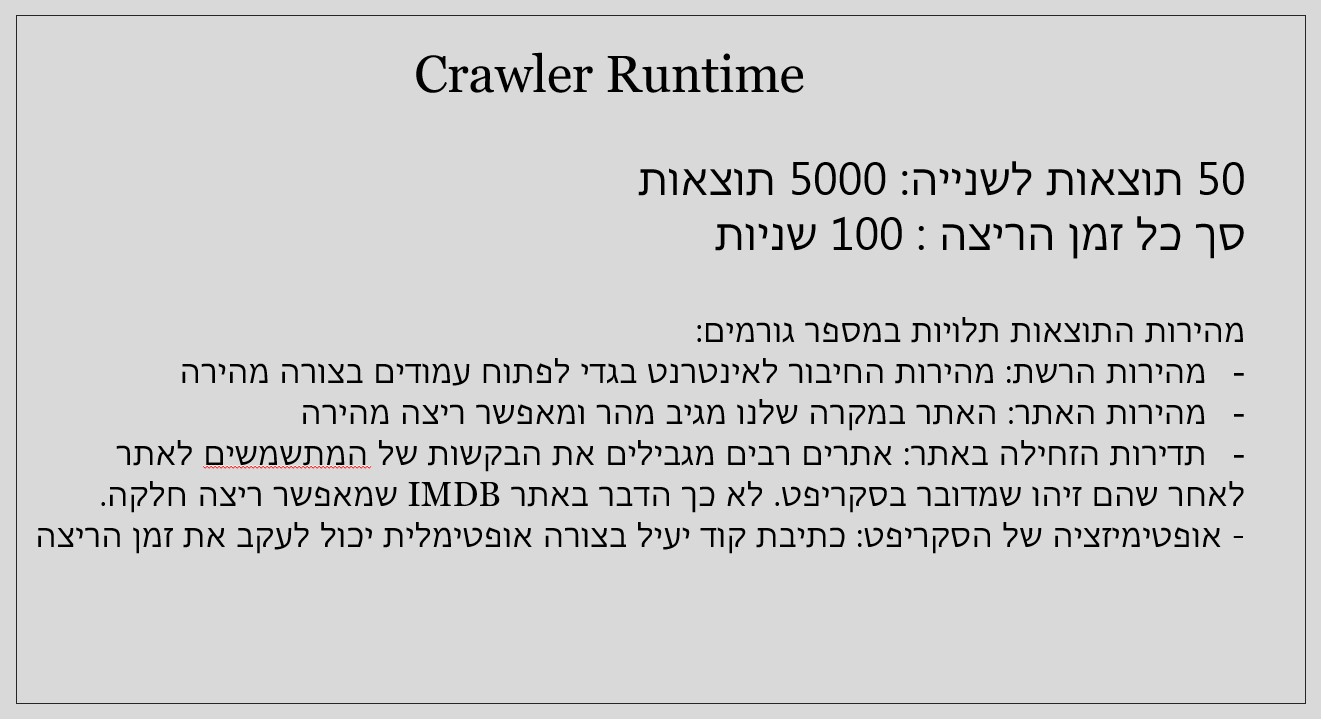 Crawler Runtime
50 תוצאות לשנייה: 5000 תוצאות
סך כל זמן הריצה : 100 שניות
מהירות התוצאות תלויות במספר גורמים:
- מהירות הרשת: מהירות החיבור לאינטרנט בגדי לפתוח עמודים בצורה מהירה
- מהירות האתר: האתר במקרה שלנו מגיב מהר ומאפשר ריצה מהירה
- תדירות הזחילה באתר: אתרים רבים מגבילים את הבקשות של המתשמשים לאתר
לאחר שהם זיהו שמדובר בסקריפט. לא כך הדבר באתר IMDB שמאפשר ריצה חלקה.
- אופטימיזציה של הסקריפט: כתיבת קוד יעיל בצורה אופטימלית יכול לעקב את זמן הריצה